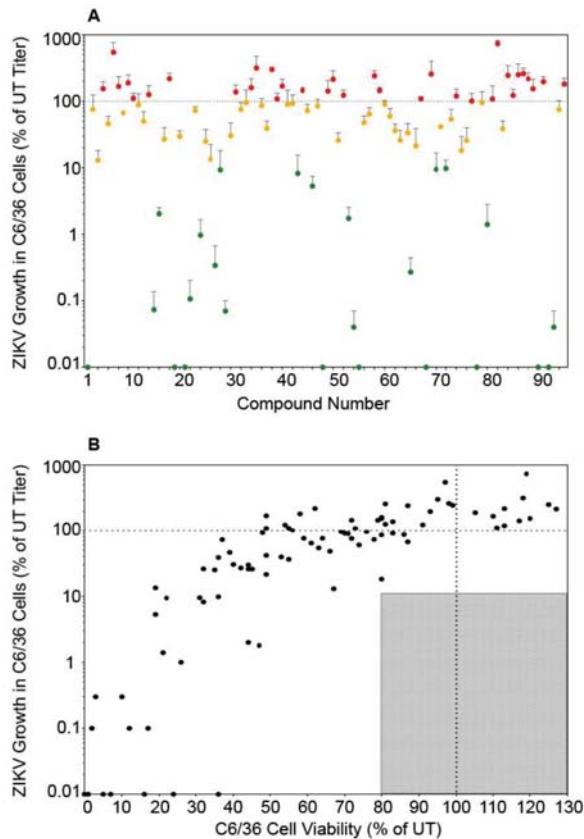 A
ZIKV Growth in C6/36 Cells (% of UT Titer)
1000
100
10
1
0.1
0.01
1 10 20 30 40 50 60 70 80 90
Compound Number
B
ZIKV Growth in C6/36 Cells (% of UT Titer)
1000
100
10
1
0.1
0.01
0 10 20 30 40 50 60 70 80 90 100 110 120 130
C6/36 Cell Viability (% of UT)